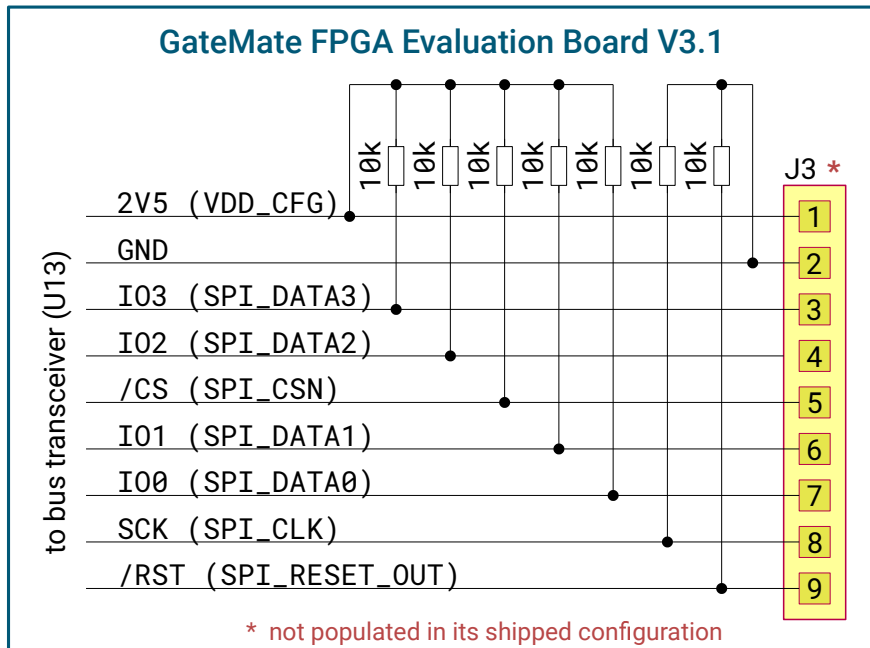 GateMate FPGA Evaluation Board V3.1
10k 10k 10k 10k 10k 10k 10k
J3 *
2V5 (VDD_CFG) 1
GND 2
IO3 (SPI_DATA3) 3
IO2 (SPI_DATA2) 4
/CS (SPI_CSN) 5
IO1 (SPI_DATA1) 6
IO0 (SPI_DATA0) 7
SCK (SPI_CLK) 8
/RST (SPI_RESET_OUT) 9
to bus transceiver (U13)
* not populated in its shipped configuration